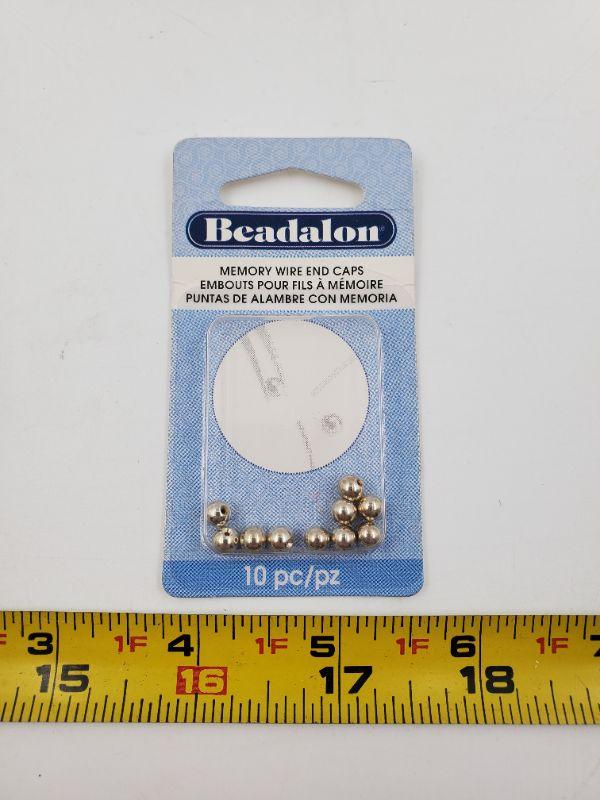 Beadalon
MEMORY WIRE END CAPS
EMBOUTS POUR FILS À MÉMOIRE
PUNTAS DE ALAMBRE CON MEMORIA
10 pc/pz
3 1F 4 1F 5 1F 6 1F 7
15 16 17 18